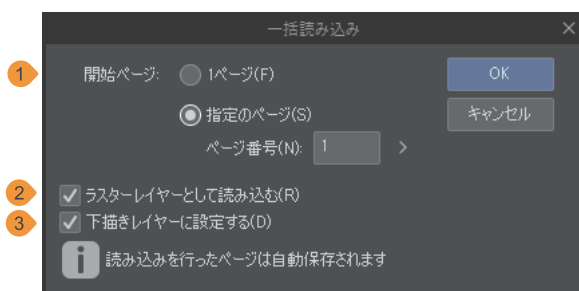 一括読み込み
×
1
開始ページ:
1ページ(F)
OK
指定のページ(S)
キャンセル
ページ番号(N):
1
>
2
ラスターレイヤーとして読み込む(R)
3
下描きレイヤーに設定する(D)
i
読み込みを行ったページは自動保存されます